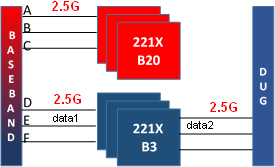 BASEBAND
A
2.5G
B
C
221X
B20
D
2.5G
E
data1
F
221X
B3
2.5G
data2
DUG